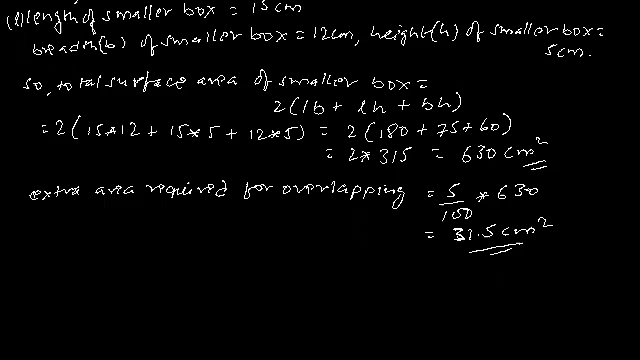 (l) length of smaller box = 15cm
breadth(b) of smaller box = 12cm, height(h) of smaller box =
5cm.
so, total surface area of smaller box =
2(lb + lh + bh)
= 2(15*12 + 15*5 + 12*5) = 2(180 + 75 + 60)
= 2*315 = 630 cm²
extra area required for overlapping = 5/100 * 630
= 31.5 cm²